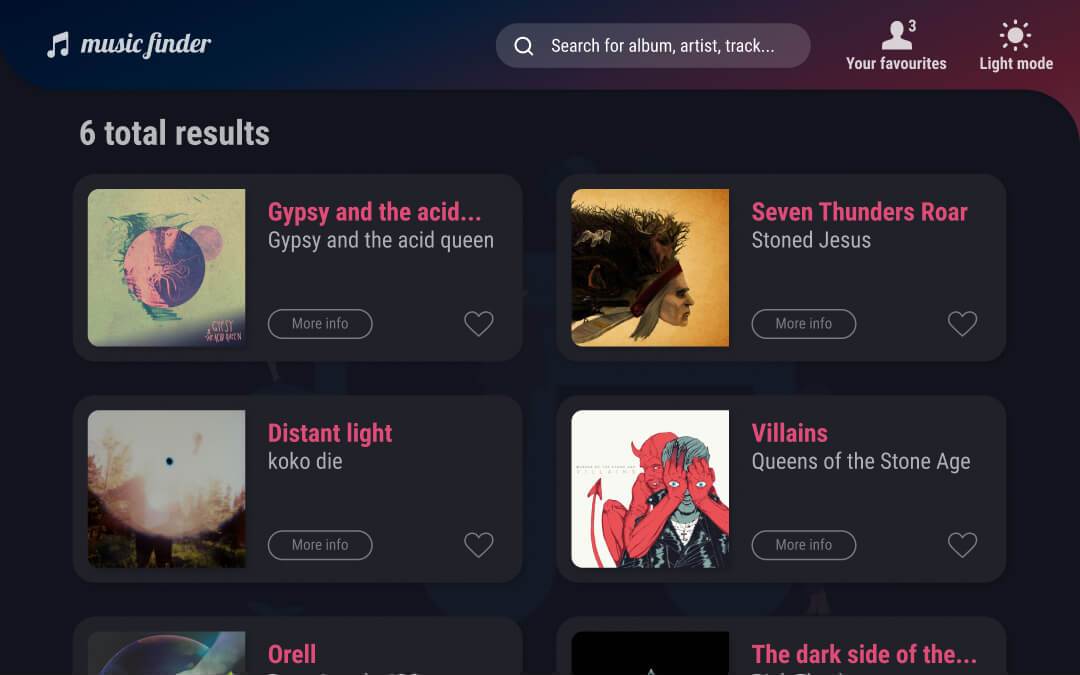 music finder
Search for album, artist, track...
3
Your favourites
Light mode
6 total results
Gypsy and the acid...
Gypsy and the acid queen
More info
GYPSY
& THE ACID QUEEN
Seven Thunders Roar
Stoned Jesus
More info
Distant light
koko die
More info
Villains
Queens of the Stone Age
More info
QUEENS OF THE STONE AGE
VILLAINS
Orell
The dark side of the...